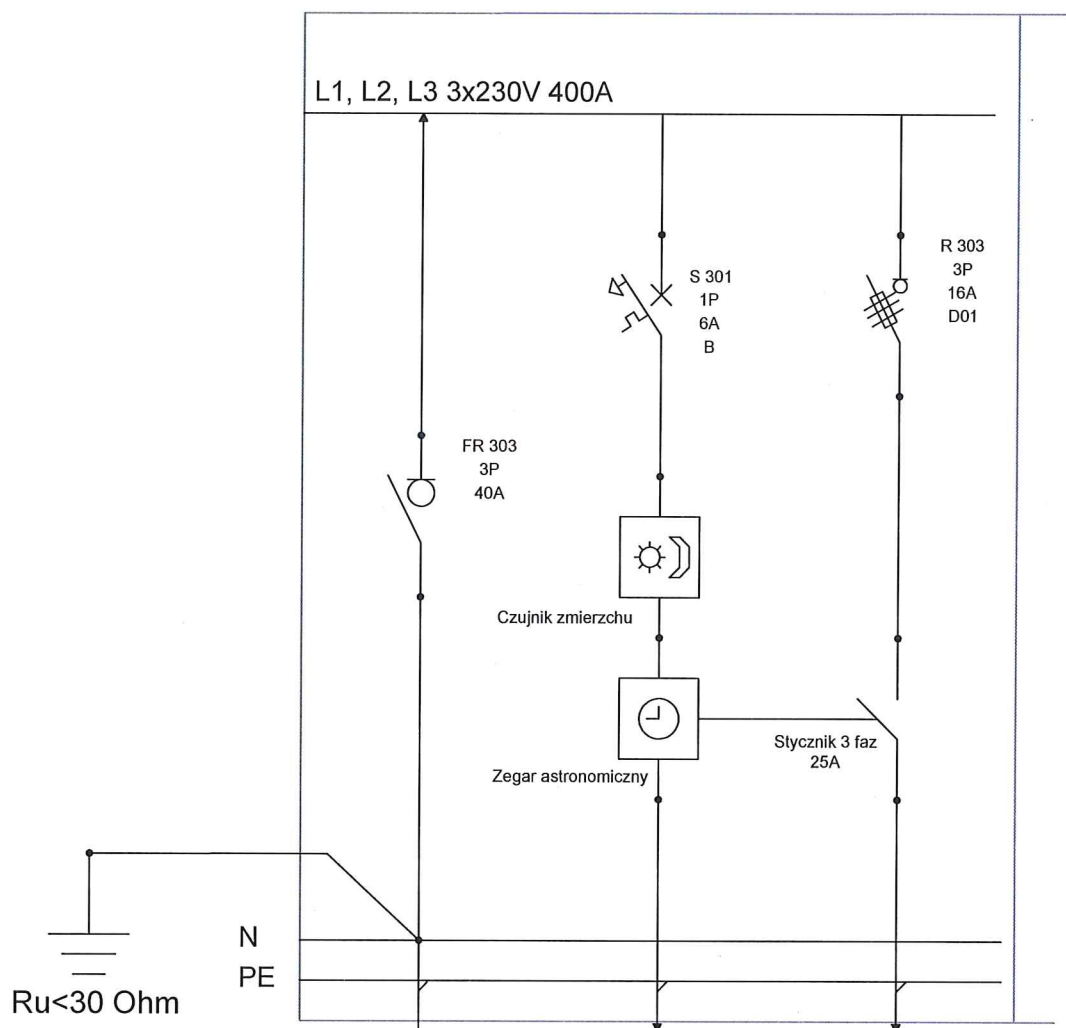 L1, L2, L3 3x230V 400A
S 301
1P
6A
B
R 303
3P
16A
D01
FR 303
3P
40A
Czujnik zmierzchu
Zegar astronomiczny
Stycznik 3 faz
25A
N
PE
Ru<30 Ohm